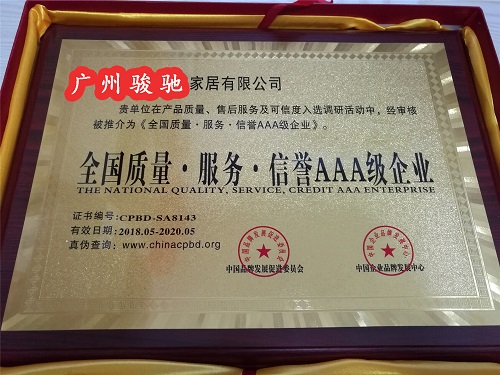 广州骏驰家居有限公司
贵单位在产品质量、售后服务及可信度入选调研活动中，经审核
被推介为《全国质量·服务·信誉AAA级企业》。
全国质量·服务·信誉AAA级企业
THE NATIONAL QUALITY, SERVICE, CREDIT AAA ENTERPRISE
证书编号：CPBD-SA8143
有效日期：2018.05-2020.05
真伪查询：www.chinacpbd.org
中国品牌发展促进委员会 中国企业品牌发展中心